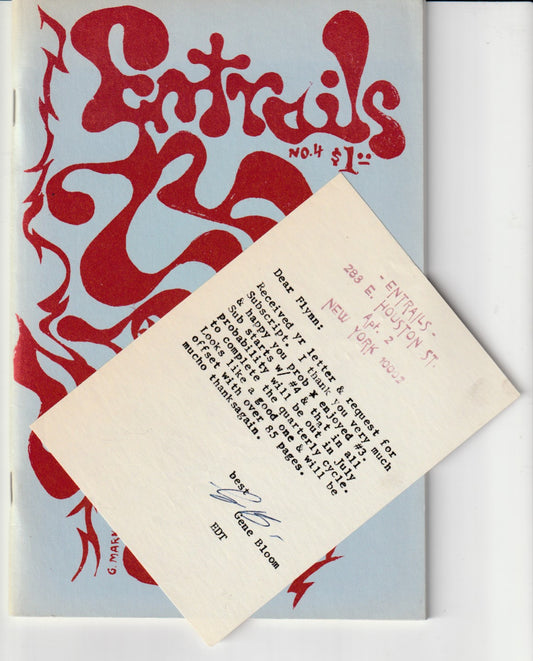 Entrails
NO.4 $1.00
- ENTRAILS -
288 E. HOUSTON ST.
Apt. 2
NEW YORK 10002
Dear Flynn:
Received yr letter & request for
Subscript. I thank you very much
& happy you prob x enjoyed #3.
Sub starts w/ #4 & that in all
probability will be out in July
to complete the quarterly cycle.
Looks like a good one & will be
offset with over 85 pages.
mucho thanksagain.
best
Gene Bloom
EDT
G. MARK